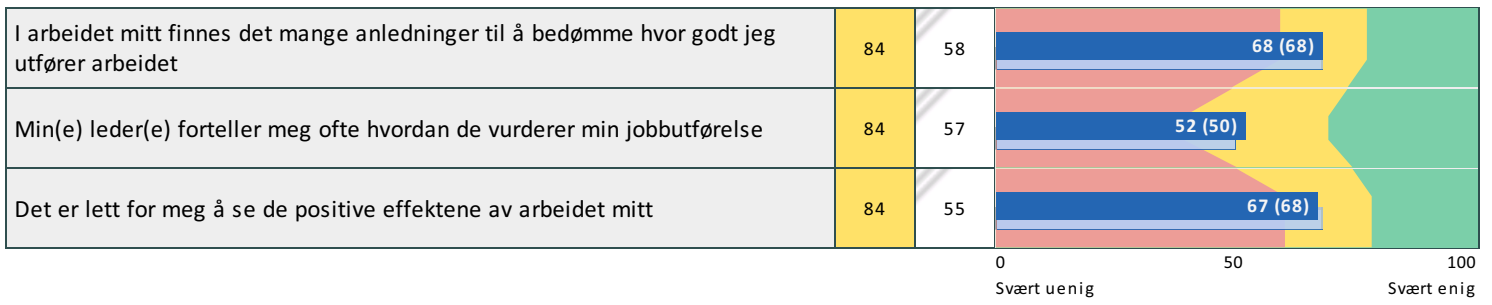 I arbeidet mitt finnes det mange anledninger til å bedømme hvor godt jeg
utfører arbeidet
84
58
68 (68)
Min(e) leder(e) forteller meg ofte hvordan de vurderer min jobbutførelse
84
57
52 (50)
Det er lett for meg å se de positive effektene av arbeidet mitt
84
55
67 (68)
0
50
100
Svært uenig
Svært enig